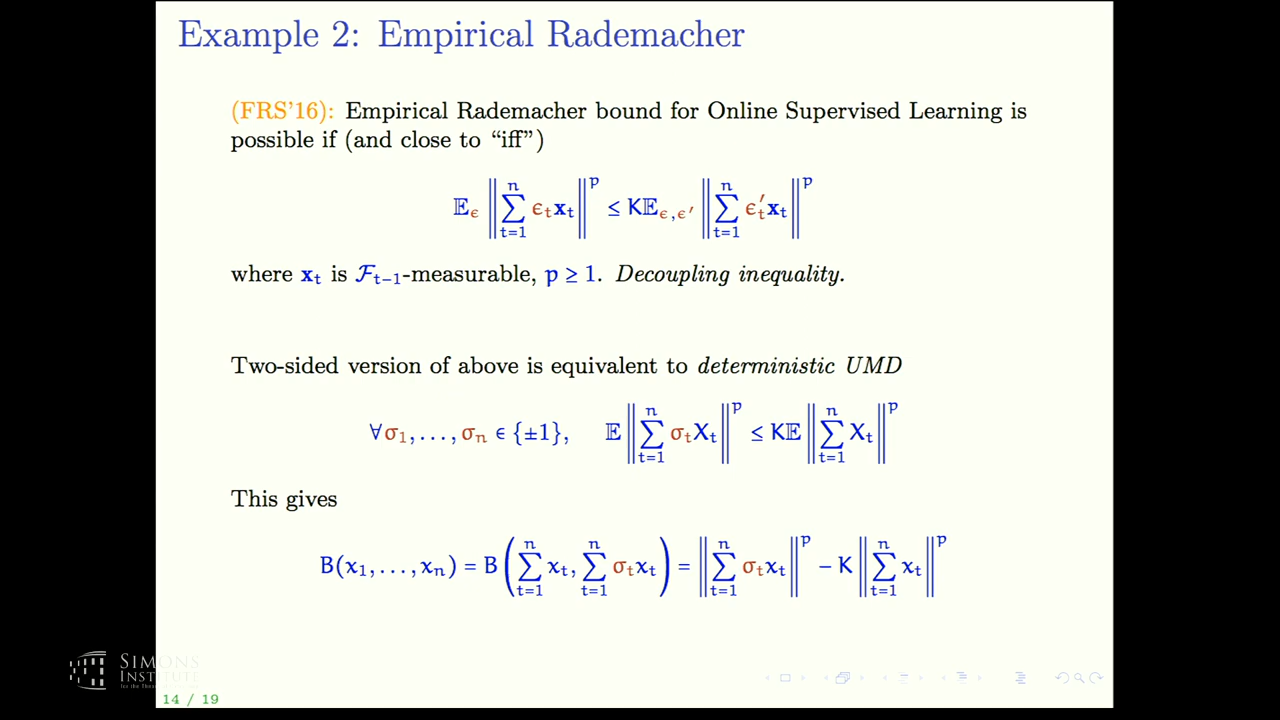 Example 2: Empirical Rademacher
(FRS'16): Empirical Rademacher bound for Online Supervised Learning is
possible if (and close to “iff”)
𝔼_ϵ ‖∑_{t=1}^{n} ϵ_t x_t‖^p ≤ K𝔼_{ϵ,ϵ′} ‖∑_{t=1}^{n} ϵ′_t x_t‖^p
where x_t is ℱ_{t−1}-measurable, p ≥ 1. Decoupling inequality.
Two-sided version of above is equivalent to deterministic UMD
∀σ_1, . . . , σ_n ∈ {±1}, 𝔼 ‖∑_{t=1}^{n} σ_t X_t‖^p ≤ K𝔼 ‖∑_{t=1}^{n} X_t‖^p
This gives
B(x_1, . . . , x_n) = B(∑_{t=1}^{n} x_t, ∑_{t=1}^{n} σ_t x_t) = ‖∑_{t=1}^{n} σ_t x_t‖^p − K ‖∑_{t=1}^{n} x_t‖^p
SIMONS
INSTITUTE
14 / 19